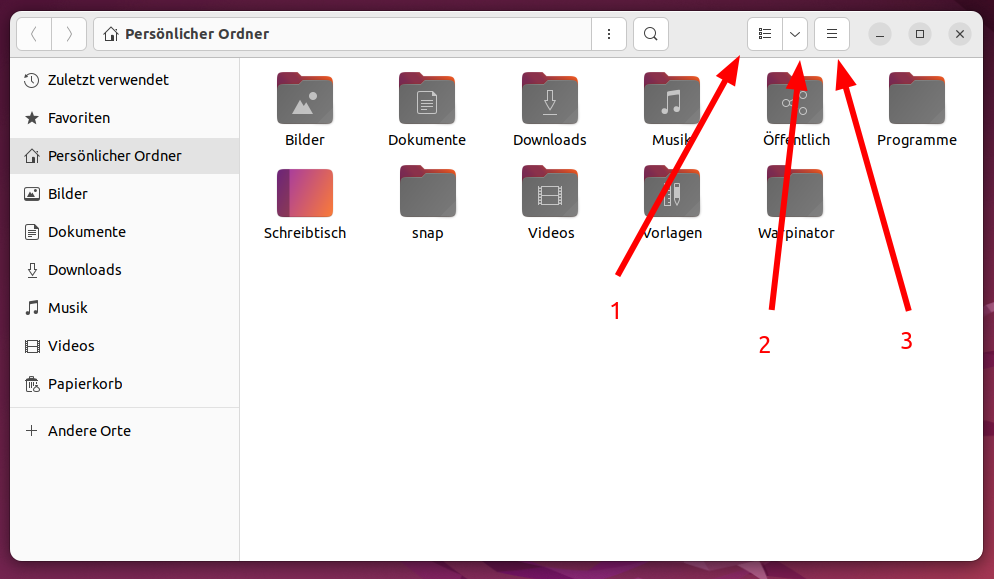 Persönlicher Ordner
Zuletzt verwendet
Favoriten
Persönlicher Ordner
Bilder
Dokumente
Downloads
Musik
Videos
Papierkorb
Andere Orte
Bilder Dokumente Downloads Musik Öffentlich Programme
Schreibtisch snap Videos Vorlagen Warpinator
1
2
3